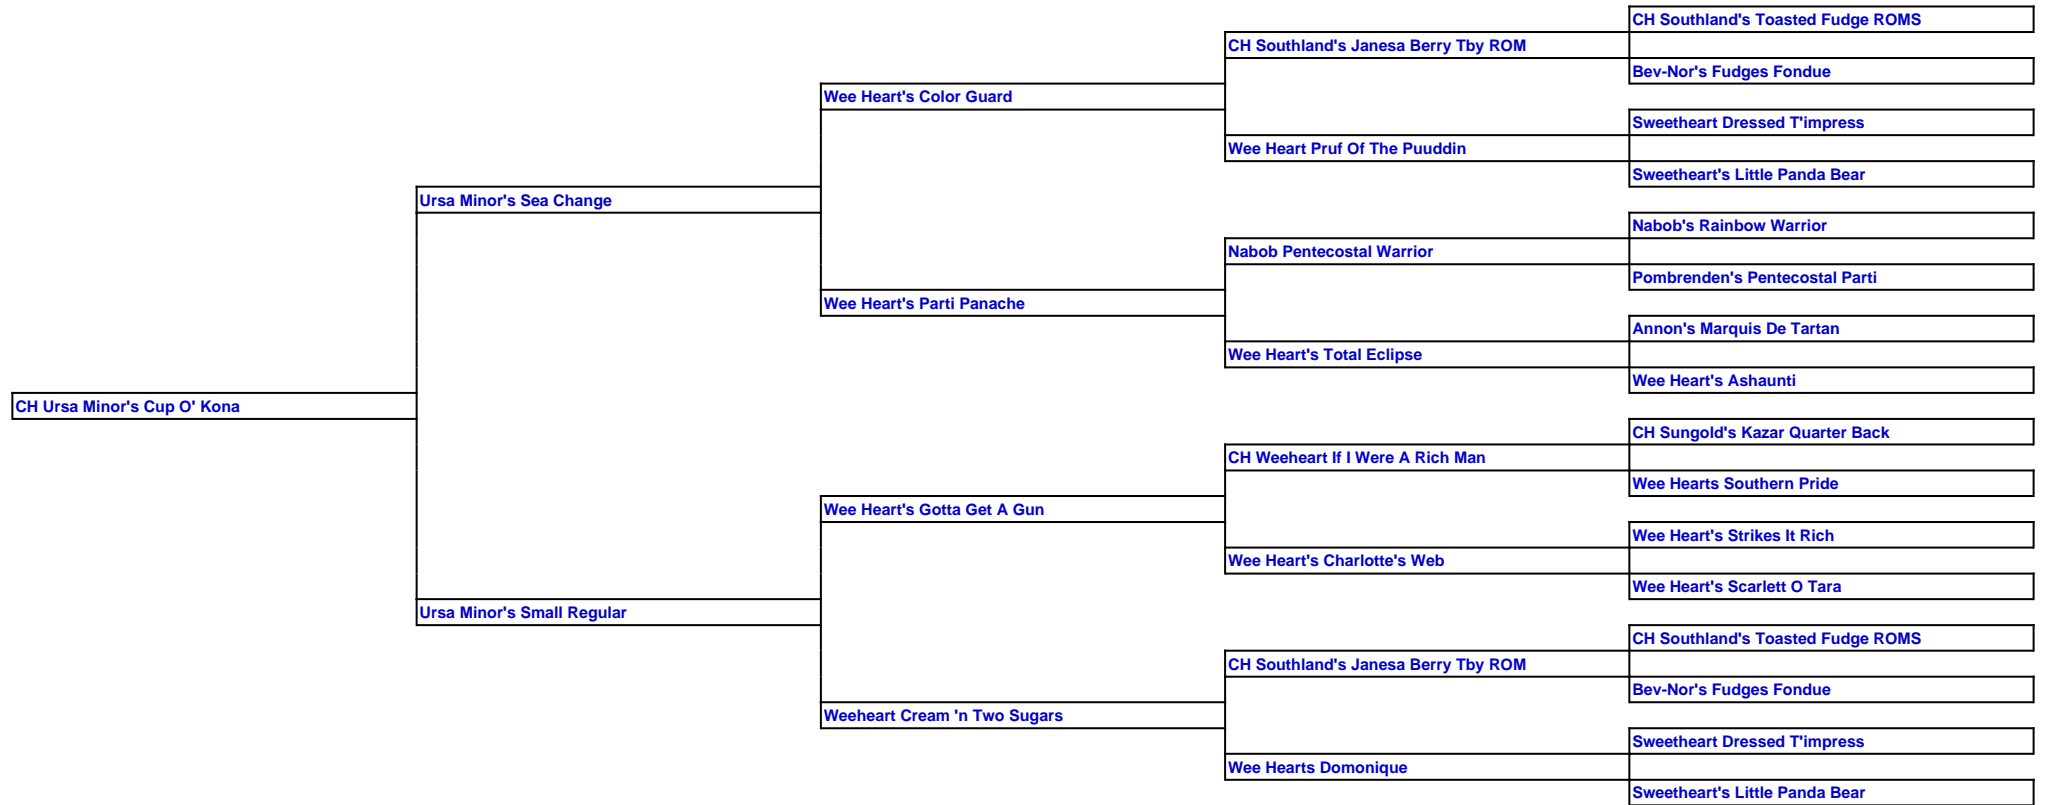 CH Southland's Toasted Fudge ROMS
CH Southland's Janesa Berry Tby ROM
Bev-Nor's Fudges Fondue
Wee Heart's Color Guard
Sweetheart Dressed T'impress
Wee Heart Pruf Of The Puuddin
Sweetheart's Little Panda Bear
Ursa Minor's Sea Change
Nabob's Rainbow Warrior
Nabob Pentecostal Warrior
Pombrenden's Pentecostal Parti
Wee Heart's Parti Panache
Annon's Marquis De Tartan
Wee Heart's Total Eclipse
Wee Heart's Ashaunti
CH Ursa Minor's Cup O' Kona
CH Sungold's Kazar Quarter Back
CH Weeheart If I Were A Rich Man
Wee Hearts Southern Pride
Wee Heart's Gotta Get A Gun
Wee Heart's Strikes It Rich
Wee Heart's Charlotte's Web
Wee Heart's Scarlett O Tara
Ursa Minor's Small Regular
CH Southland's Toasted Fudge ROMS
CH Southland's Janesa Berry Tby ROM
Bev-Nor's Fudges Fondue
Weeheart Cream 'n Two Sugars
Sweetheart Dressed T'impress
Wee Hearts Domonique
Sweetheart's Little Panda Bear